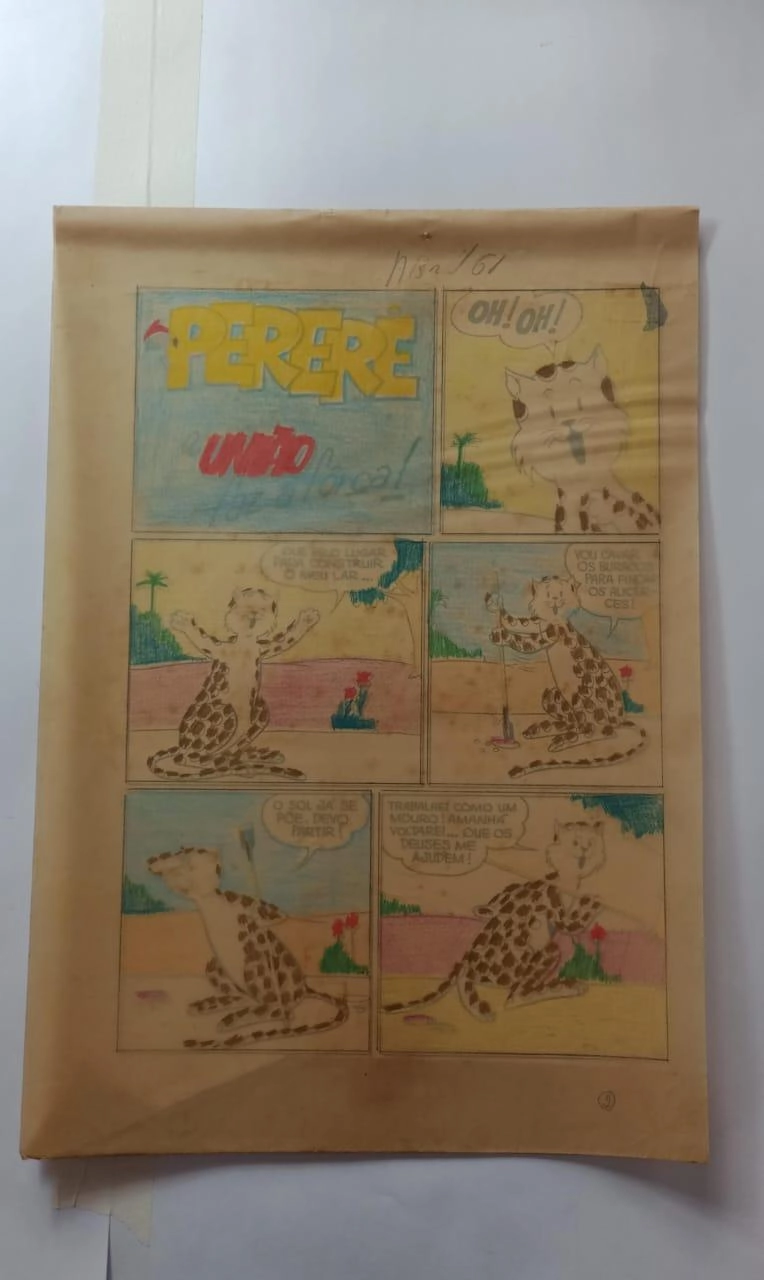 Abril/61
PERERÊ
a UNIÃO
faz a fôrça!
OH! OH!
QUE BELO LUGAR
PARA CONSTRUIR
O MEU LAR...
VOU CAVAR
OS BURACOS
PARA FINCAR
OS ALICER-
CES!
O SOL JÁ SE
PÕE. DEVO
PARTIR!
TRABALHEI COMO UM
MOURO! AMANHÃ
VOLTAREI... QUE OS
DEUSES ME
AJUDEM!
9